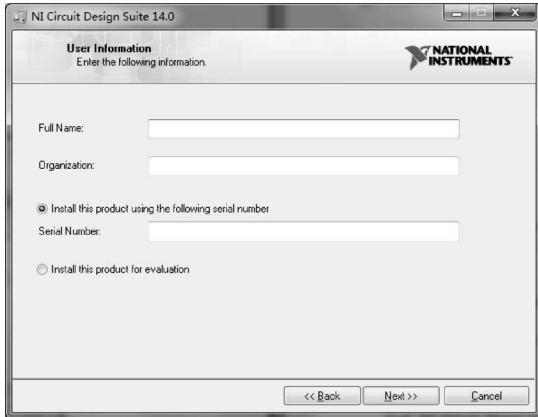 NI Circuit Design Suite 14.0
User Information
Enter the following information.
NATIONAL
INSTRUMENTS
Full Name:
Organization:
Install this product using the following serial number
Serial Number:
Install this product for evaluation
<< Back
Next >>
Cancel